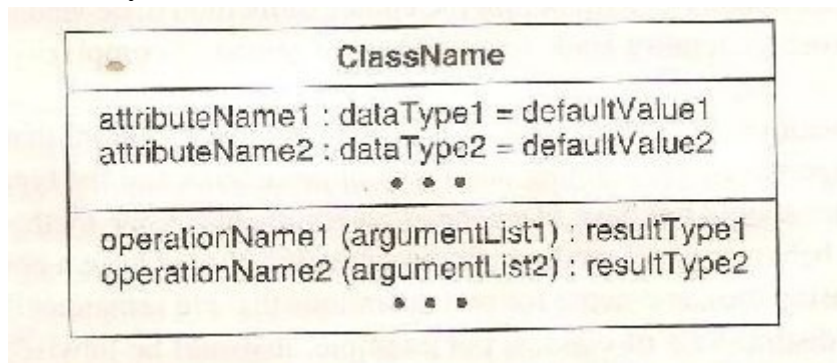 ClassName
attributeName1 : dataType1 = defaultValue1
attributeName2 : dataType2 = defaultValue2
• • •
operationName1 (argumentList1) : resultType1
operationName2 (argumentList2) : resultType2
• • •